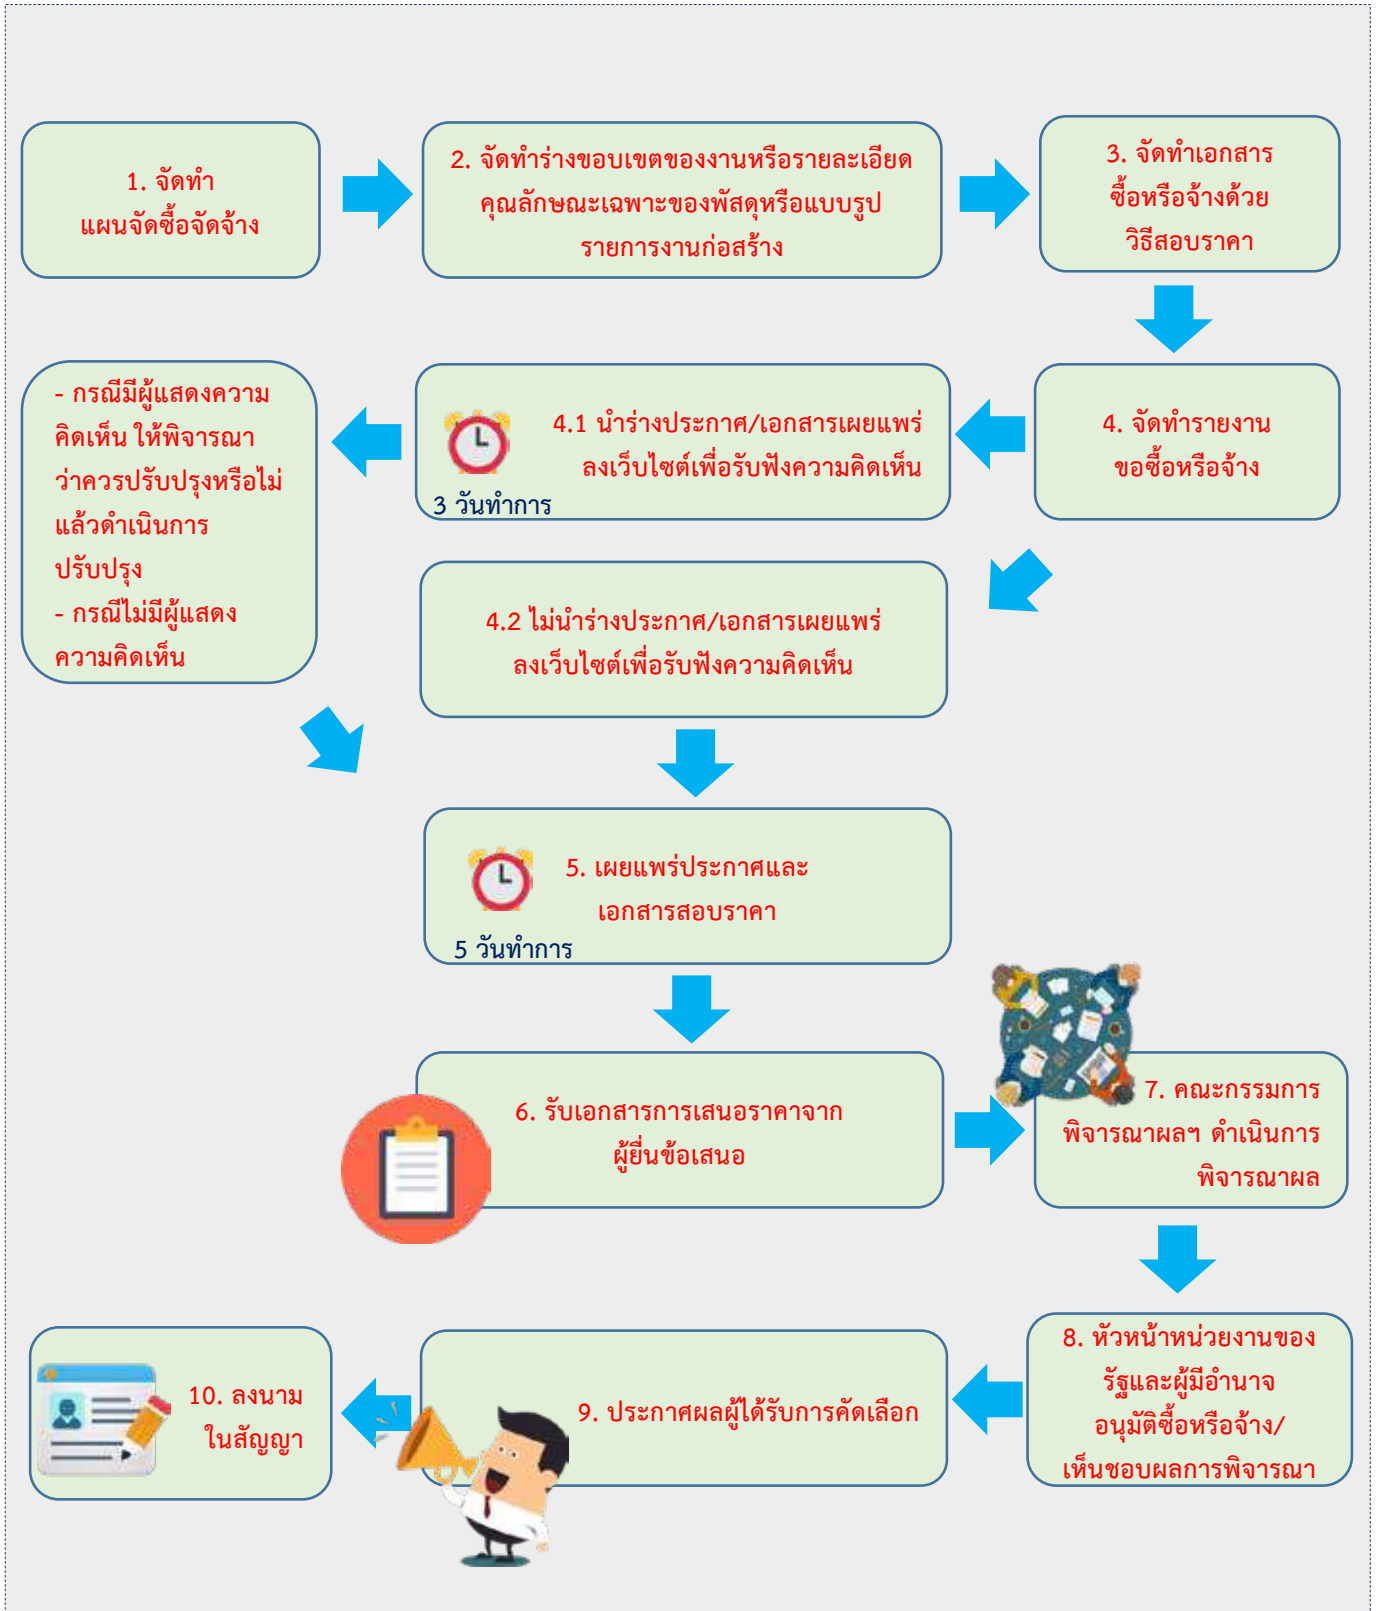 1. จัดทำ
แผนจัดซื้อจัดจ้าง
2. จัดทำร่างขอบเขตของงานหรือรายละเอียด
คุณลักษณะเฉพาะของพัสดุหรือแบบรูป
รายการงานก่อสร้าง
3. จัดทำเอกสาร
ซื้อหรือจ้างด้วย
วิธีสอบราคา
4. จัดทำรายงาน
ขอซื้อหรือจ้าง
4.1 นำร่างประกาศ/เอกสารเผยแพร่
ลงเว็บไซต์เพื่อรับฟังความคิดเห็น
3 วันทำการ
- กรณีมีผู้แสดงความ
คิดเห็น ให้พิจารณา
ว่าควรปรับปรุงหรือไม่
แล้วดำเนินการ
ปรับปรุง
- กรณีไม่มีผู้แสดง
ความคิดเห็น
4.2 ไม่นำร่างประกาศ/เอกสารเผยแพร่
ลงเว็บไซต์เพื่อรับฟังความคิดเห็น
5. เผยแพร่ประกาศและ
เอกสารสอบราคา
5 วันทำการ
6. รับเอกสารการเสนอราคาจาก
ผู้ยื่นข้อเสนอ
7. คณะกรรมการ
พิจารณาผลฯ ดำเนินการ
พิจารณาผล
8. หัวหน้าหน่วยงานของ
รัฐและผู้มีอำนาจ
อนุมัติซื้อหรือจ้าง/
เห็นชอบผลการพิจารณา
9. ประกาศผลผู้ได้รับการคัดเลือก
10. ลงนาม
ในสัญญา